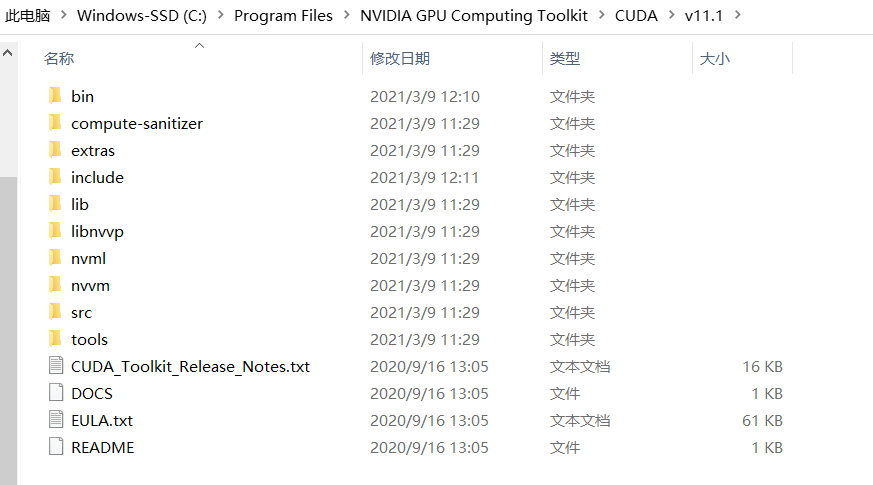 此电脑 > Windows-SSD (C:) > Program Files > NVIDIA GPU Computing Toolkit > CUDA > v11.1 >
名称 修改日期 类型 大小
bin 2021/3/9 12:10 文件夹
compute-sanitizer 2021/3/9 11:29 文件夹
extras 2021/3/9 11:29 文件夹
include 2021/3/9 12:11 文件夹
lib 2021/3/9 11:29 文件夹
libnvvp 2021/3/9 11:29 文件夹
nvml 2021/3/9 11:29 文件夹
nvvm 2021/3/9 11:29 文件夹
src 2021/3/9 11:29 文件夹
tools 2021/3/9 11:29 文件夹
CUDA_Toolkit_Release_Notes.txt 2020/9/16 13:05 文本文档 16 KB
DOCS 2020/9/16 13:05 文件 1 KB
EULA.txt 2020/9/16 13:05 文本文档 61 KB
README 2020/9/16 13:05 文件 1 KB